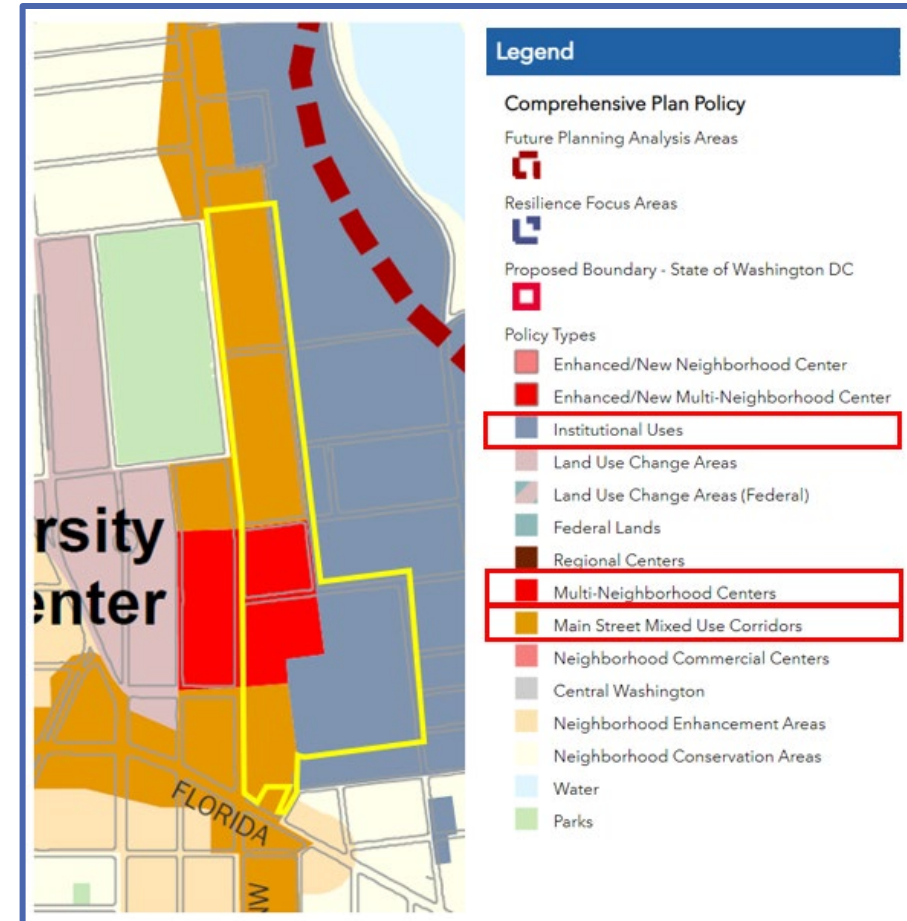 rsity
enter
FLORIDA
Legend
Comprehensive Plan Policy
Future Planning Analysis Areas
Resilience Focus Areas
Proposed Boundary - State of Washington DC
Policy Types
Enhanced/New Neighborhood Center
Enhanced/New Multi-Neighborhood Center
Institutional Uses
Land Use Change Areas
Land Use Change Areas (Federal)
Federal Lands
Regional Centers
Multi-Neighborhood Centers
Main Street Mixed Use Corridors
Neighborhood Commercial Centers
Central Washington
Neighborhood Enhancement Areas
Neighborhood Conservation Areas
Water
Parks